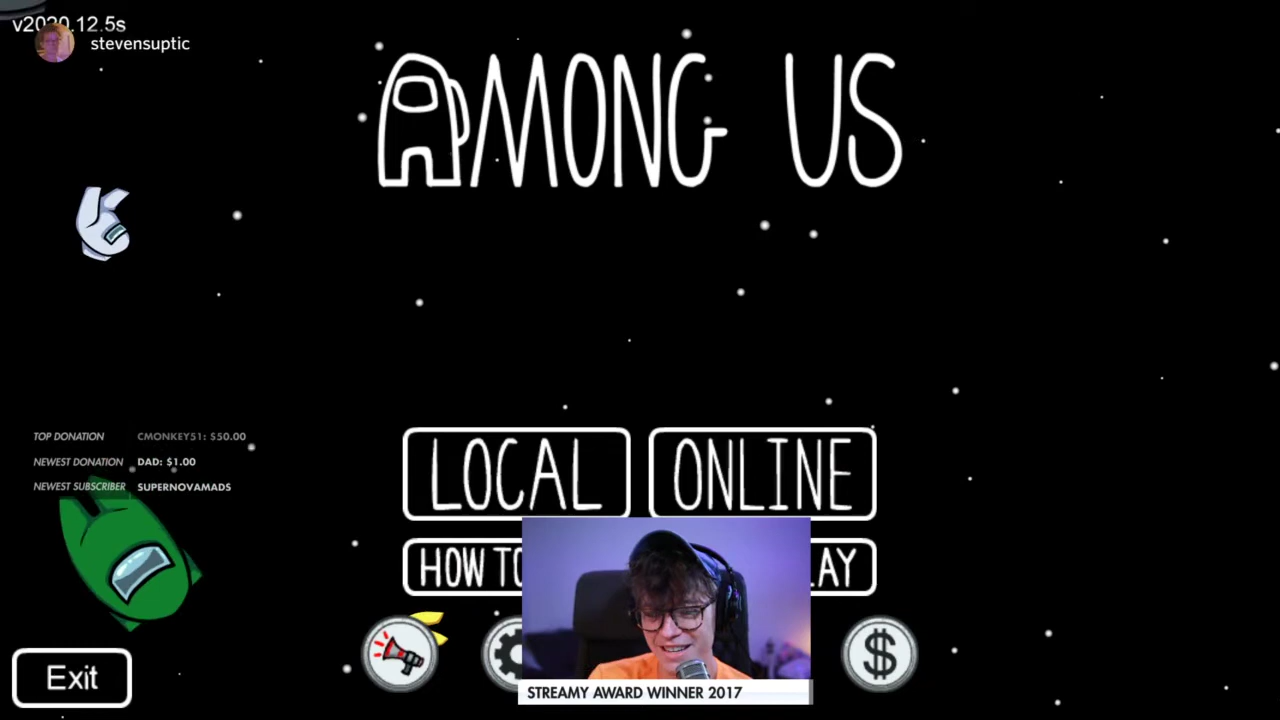 v2020.12.5s
stevensuptic
AMONG US
TOP DONATION CMONKEY51: $50.00
NEWEST DONATION DAD: $1.00
NEWEST SUBSCRIBER SUPERNOVAMADS
LOCAL ONLINE
HOW TO LAY
Exit
$
STREAMY AWARD WINNER 2017